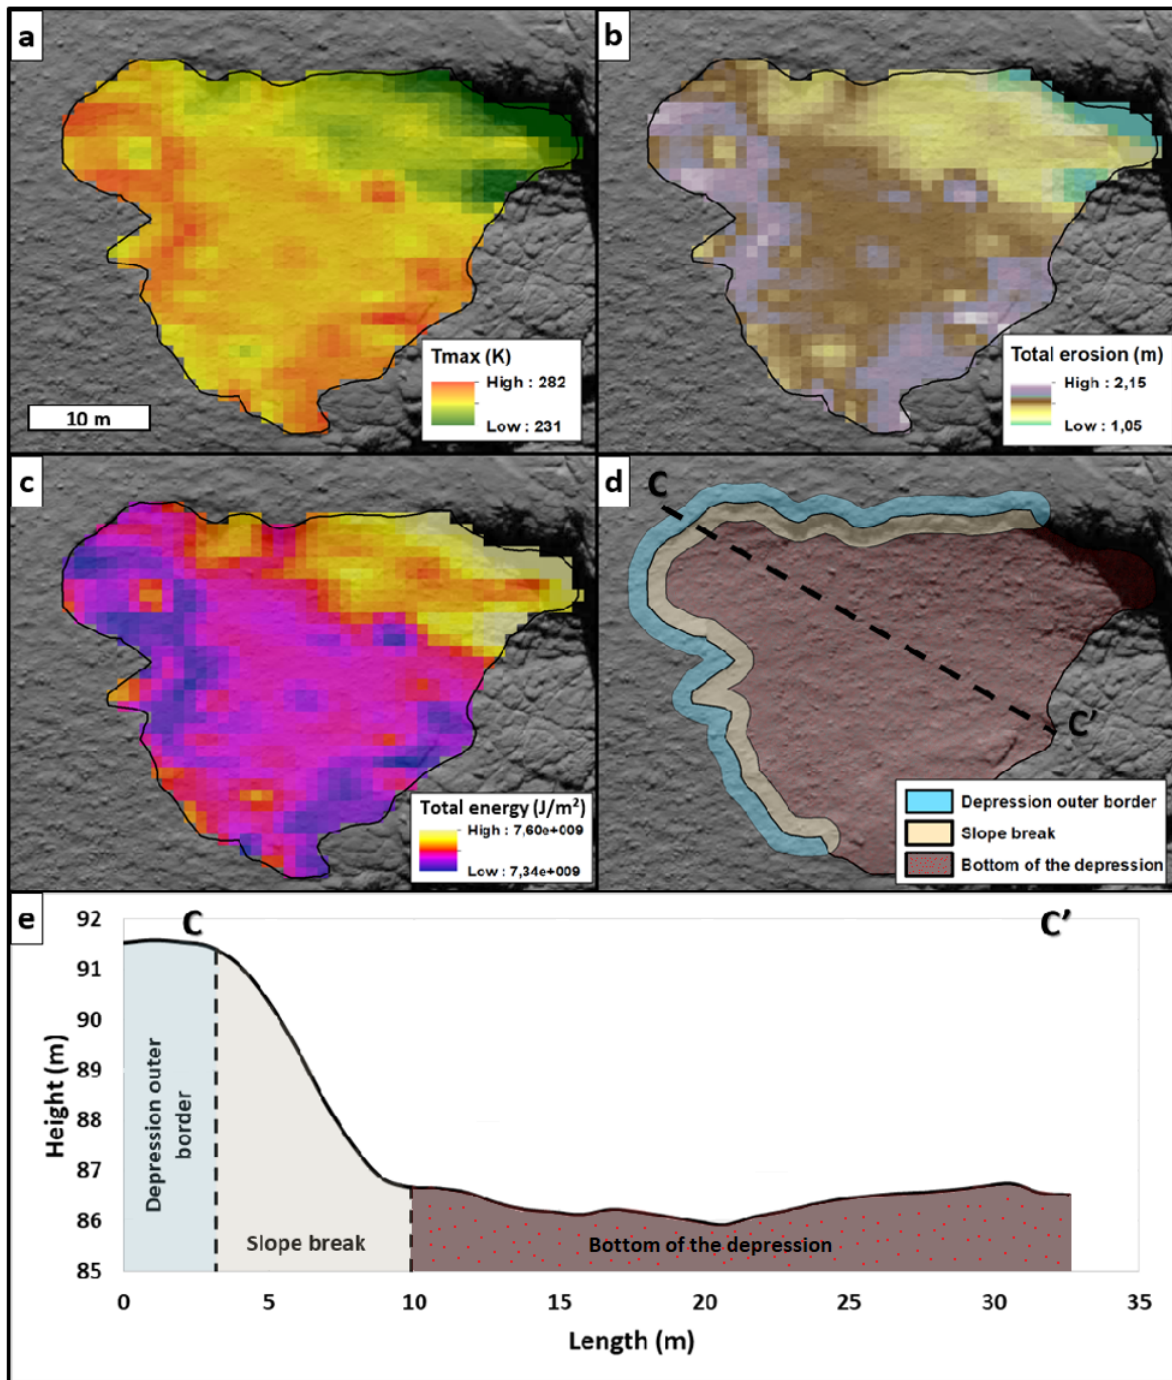 a
Tmax (K)
High : 282
Low : 231
10 m
b
Total erosion (m)
High : 2,15
Low : 1,05
c
Total energy (J/m²)
High : 7,60e+009
Low : 7,34e+009
d
C
C'
Depression outer border
Slope break
Bottom of the depression
e
C
C'
92
91
90
89
88
87
86
85
Height (m)
Depression outer
border
Slope break
Bottom of the depression
0
5
10
15
20
25
30
35
Length (m)